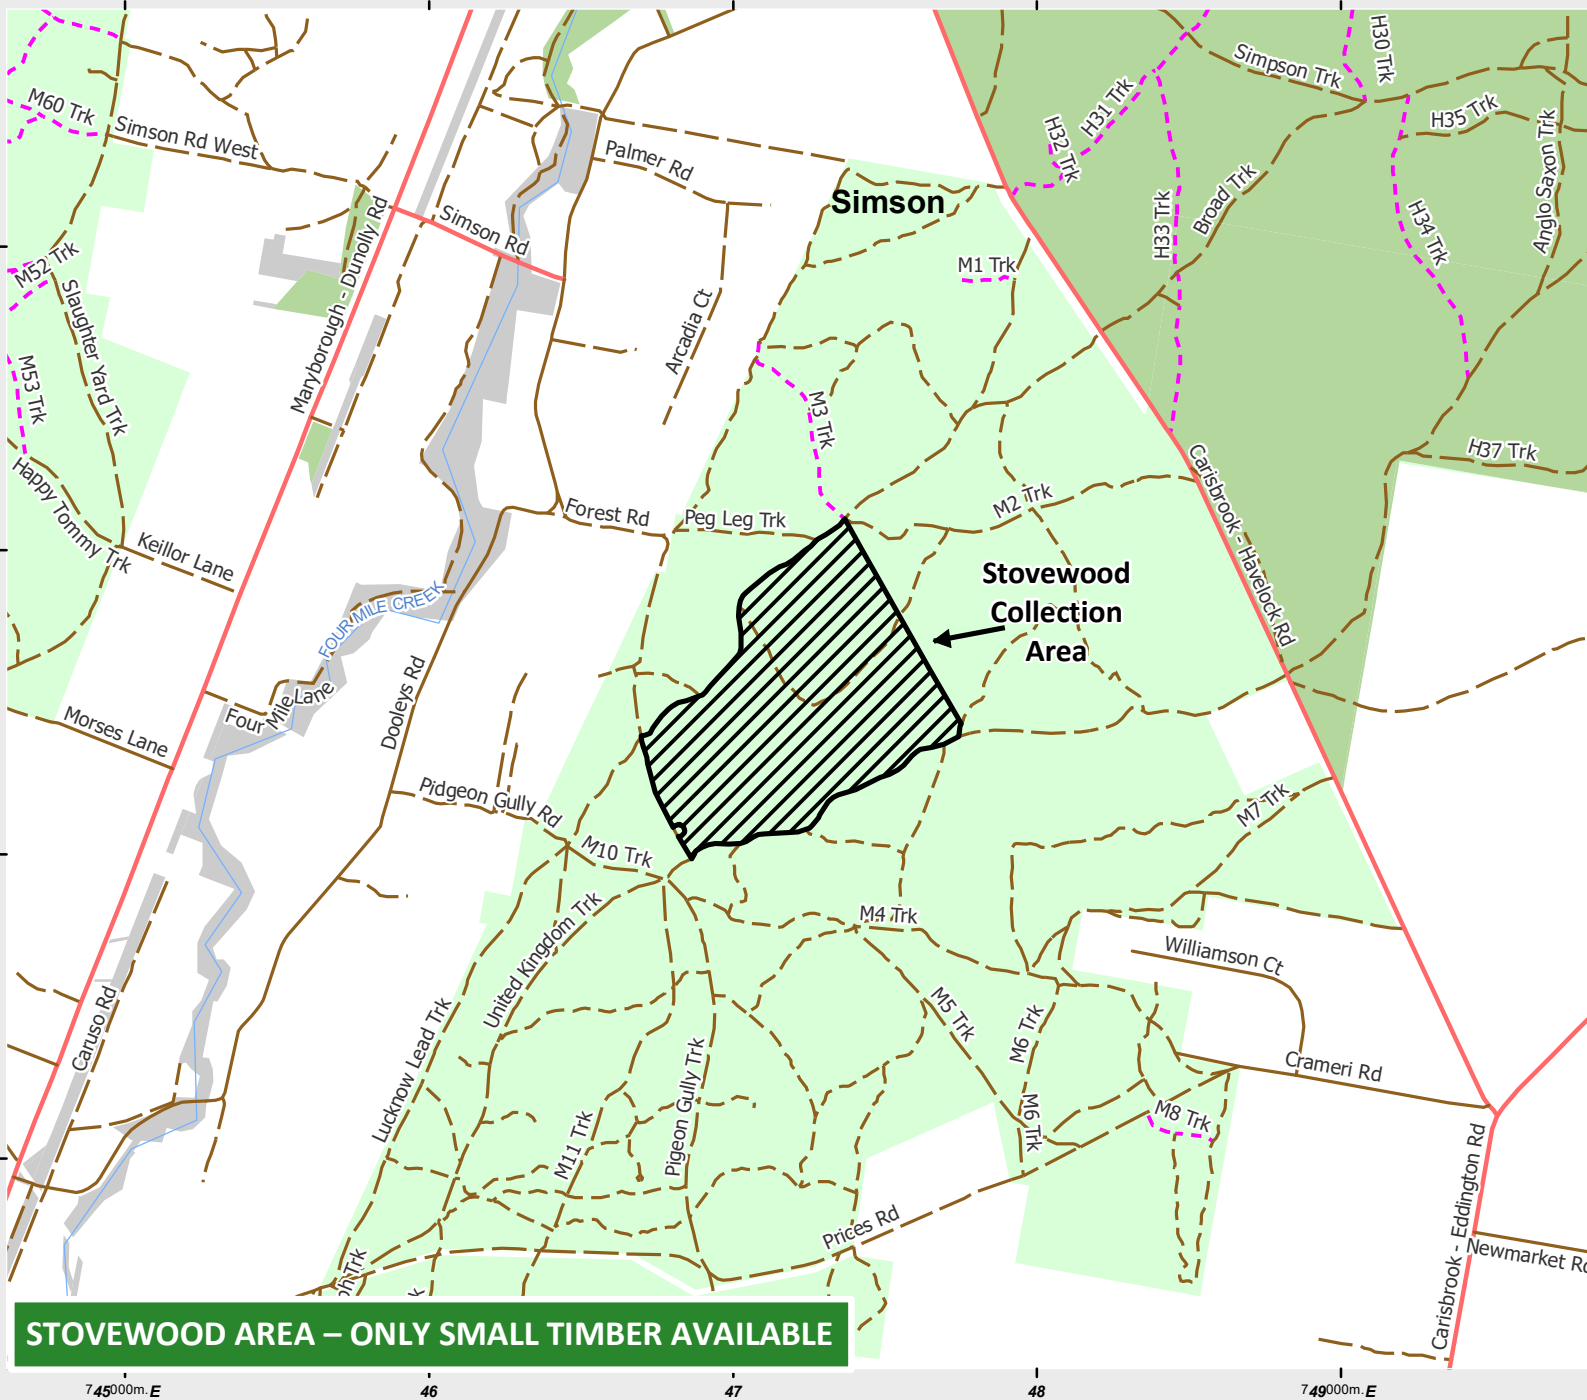 H30 Trk
Simpson Trk
M60 Trk
H31 Trk
H35 Trk
Simson Rd West
H32 Trk
Anglo Saxon Trk
Palmer Rd
Broad Trk
Simson
H33 Trk
H34 Trk
Simson Rd
Maryborough - Dunolly Rd
M52 Trk
M1 Trk
Slaughter Yard Trk
Arcadia Ct
M53 Trk
M3 Trk
H37 Trk
Happy Tommy Trk
Carisbrook - Havelock Rd
M2 Trk
Forest Rd
Peg Leg Trk
Keillor Lane
Stovewood
Collection
Area
FOUR MILE CREEK
Dooleys Rd
Four Mile Lane
Morses Lane
Pidgeon Gully Rd
M7 Trk
M10 Trk
United Kingdom Trk
M4 Trk
Williamson Ct
Caruso Rd
Lucknow Lead Trk
M5 Trk
M6 Trk
Crameri Rd
Pigeon Gully Trk
M11 Trk
M6 Trk
M8 Trk
Carisbrook - Eddington Rd
Prices Rd
Newmarket Rd
ph Trk
k
STOVEWOOD AREA – ONLY SMALL TIMBER AVAILABLE
745000m. E
46
47
48
749000m. E